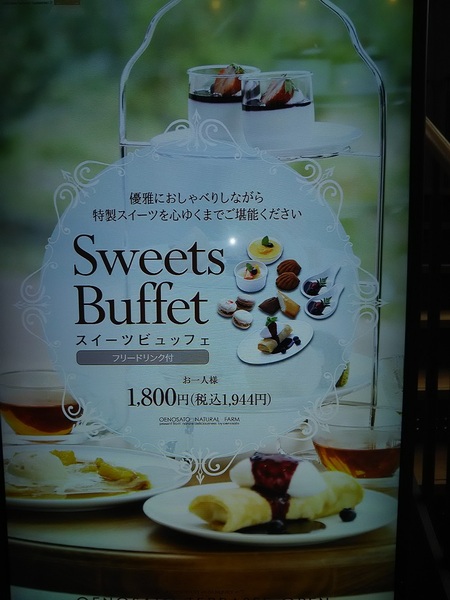 優雅におしゃべりしながら
特製スイーツを心ゆくまでご堪能ください
Sweets
Buffet
スイーツビュッフェ
フリードリンク付
お一人様
1,800円(税込1,944円)
OENOSATO NATURAL FARM